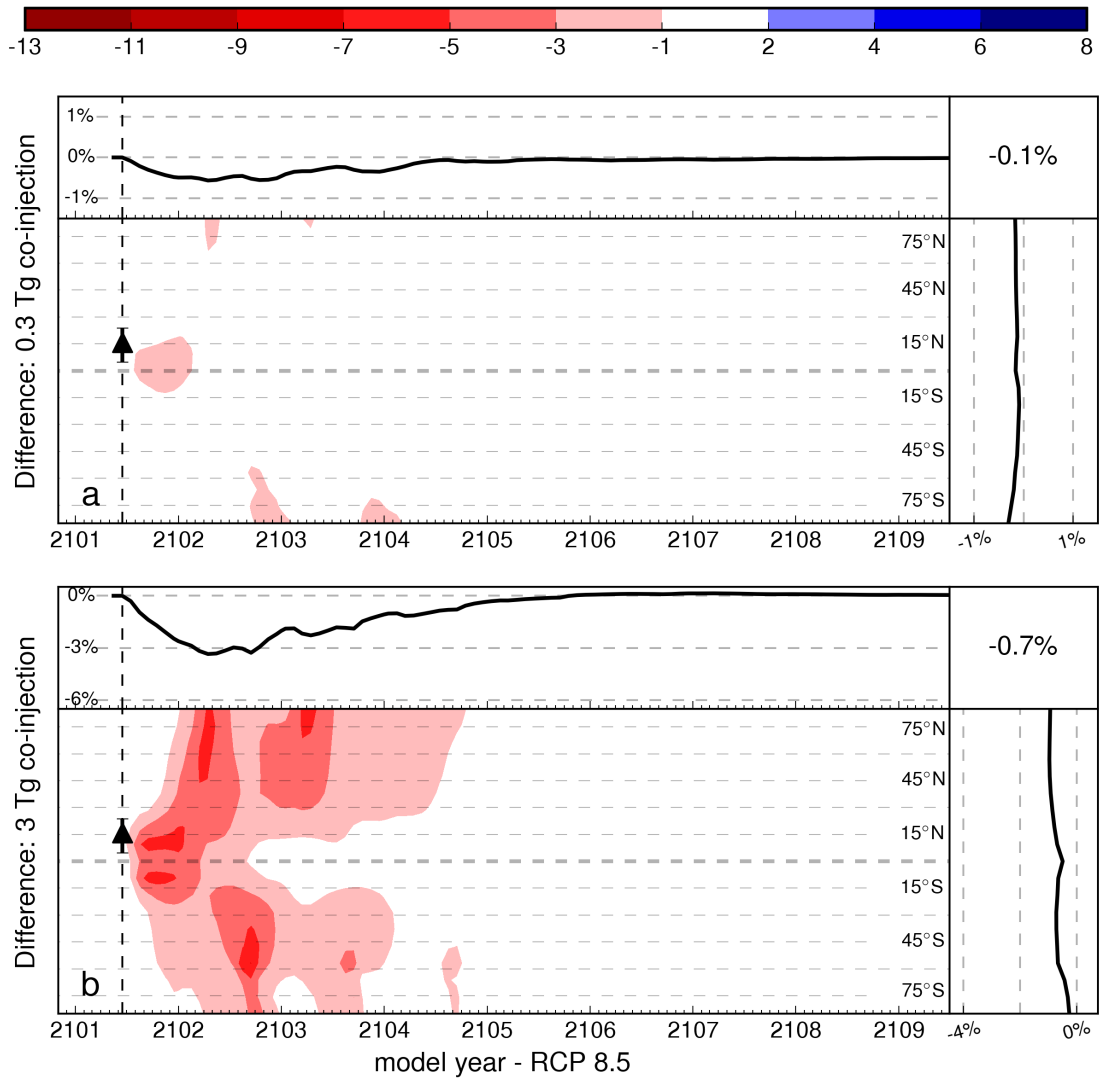 -13 -11 -9 -7 -5 -3 -1 2 4 6 8
Difference: 0.3 Tg co-injection
1%
0%
-1%
-0.1%
75°N
45°N
15°N
15°S
45°S
75°S
a
2101 2102 2103 2104 2105 2106 2107 2108 2109
-1% 1%
Difference: 3 Tg co-injection
0%
-3%
-6%
-0.7%
75°N
45°N
15°N
15°S
45°S
75°S
b
2101 2102 2103 2104 2105 2106 2107 2108 2109
-4% 0%
model year - RCP 8.5